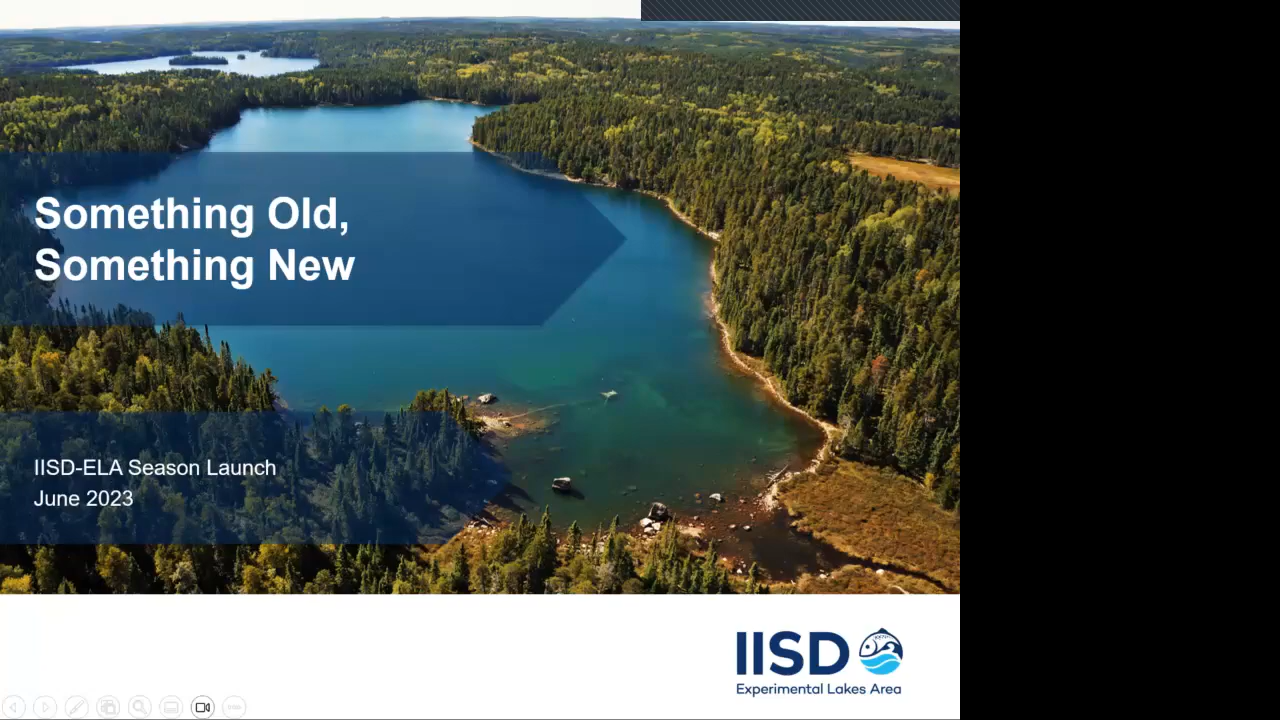 Something Old,
Something New
IISD-ELA Season Launch
June 2023
IISD
Experimental Lakes Area